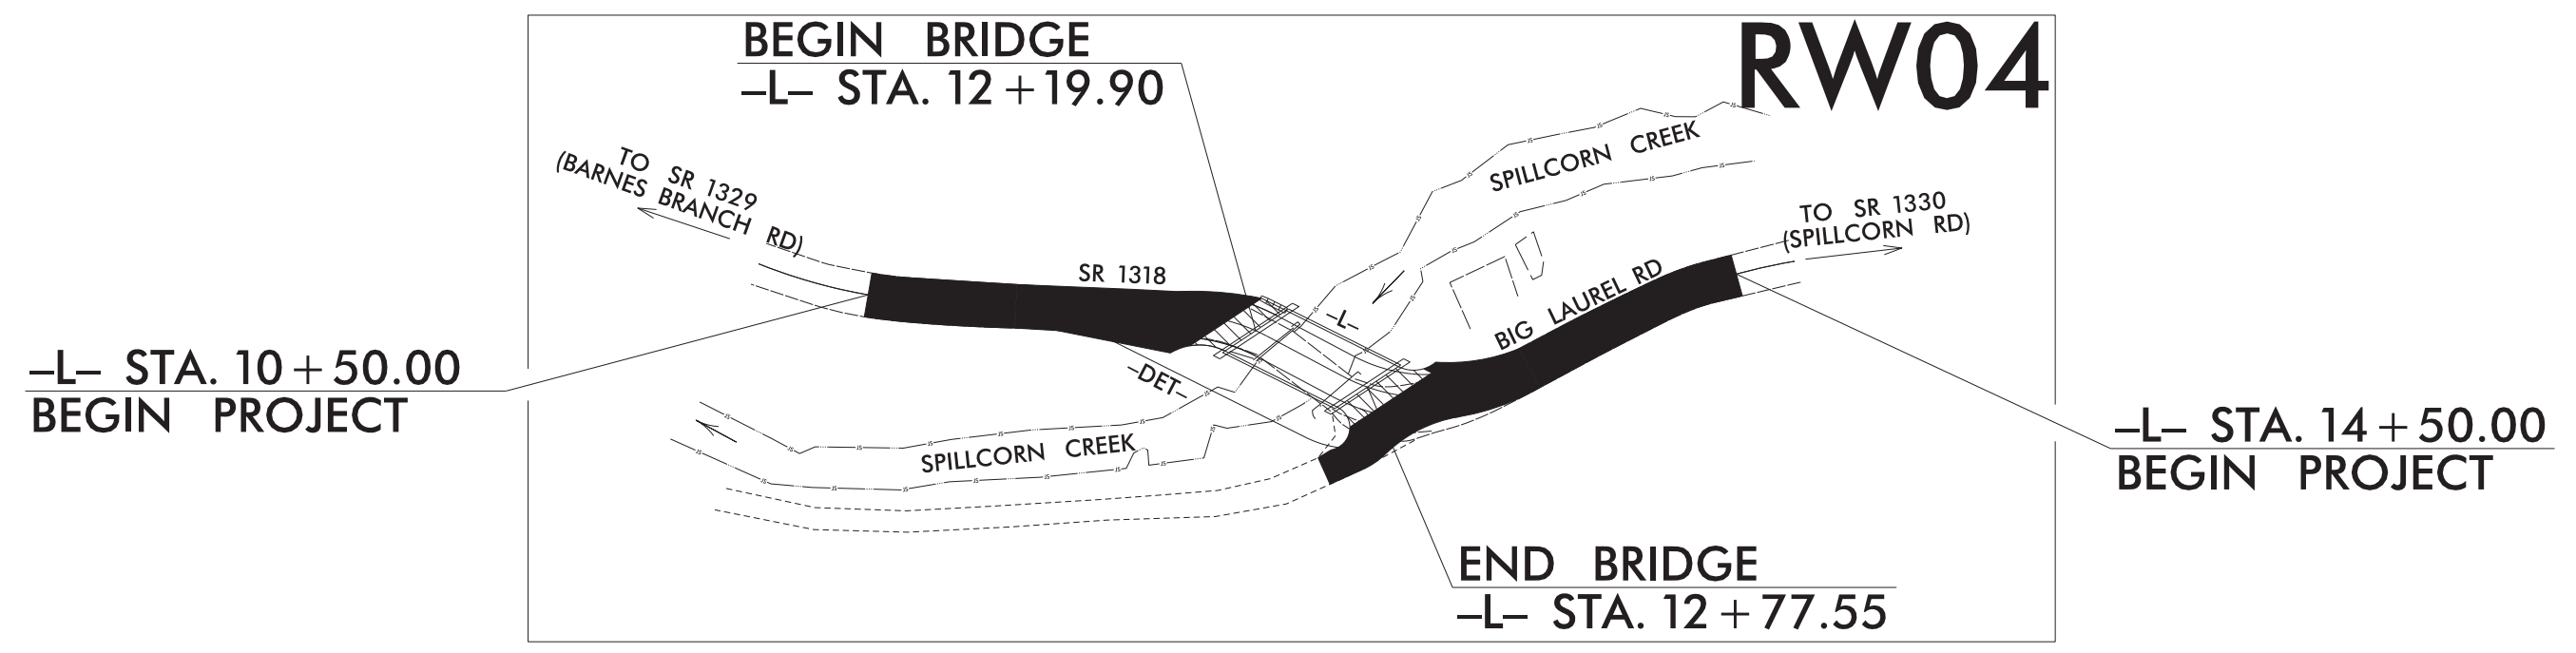 BEGIN BRIDGE
–L– STA. 12+19.90
RW04
TO SR 1329
(BARNES BRANCH RD)
SPILLCORN CREEK
TO SR 1330
(SPILLCORN RD)
SR 1318
–L–
BIG LAUREL RD
–L– STA. 10+50.00
BEGIN PROJECT
–DET–
SPILLCORN CREEK
–L– STA. 14+50.00
BEGIN PROJECT
END BRIDGE
–L– STA. 12+77.55